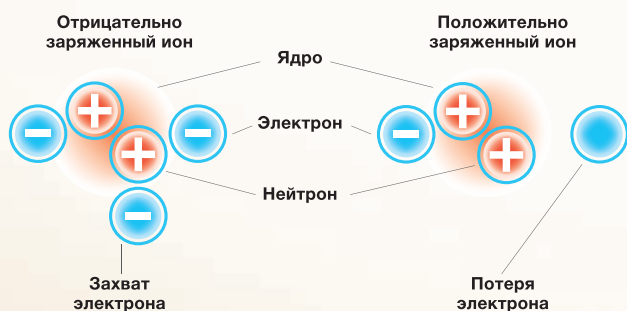 Отрицательно
заряженный ион
Положительно
заряженный ион
Ядро
Электрон
Нейтрон
Захват
электрона
Потеря
электрона